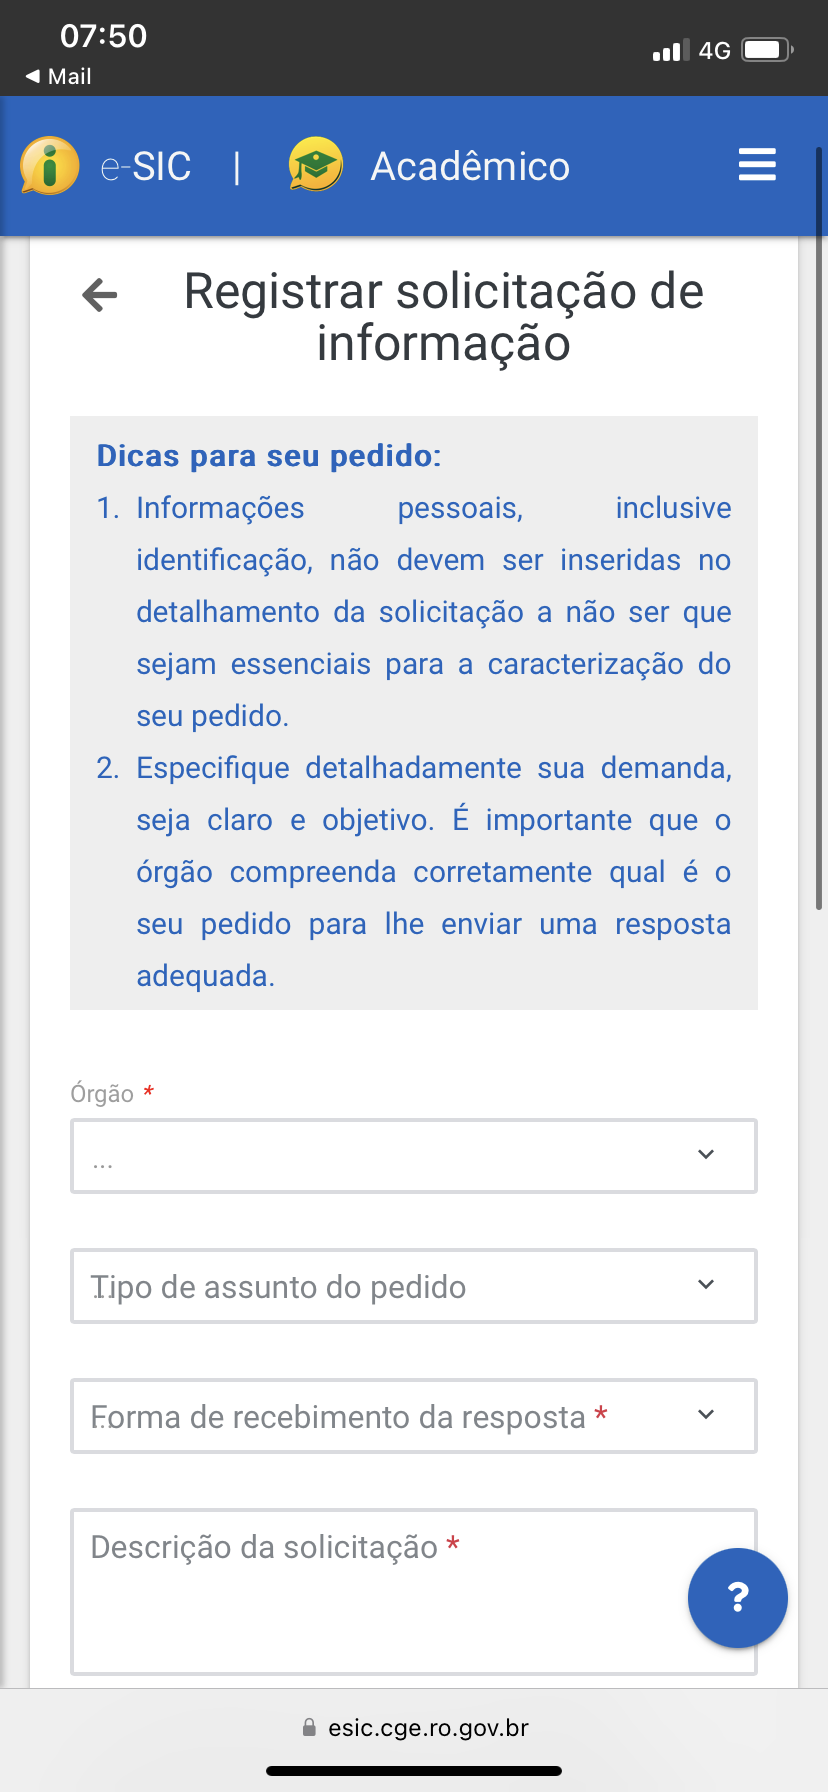 07:50
4G
◀ Mail
e-SIC | Acadêmico
Registrar solicitação de
informação
Dicas para seu pedido:
1. Informações pessoais, inclusive
identificação, não devem ser inseridas no
detalhamento da solicitação a não ser que
sejam essenciais para a caracterização do
seu pedido.
2. Especifique detalhadamente sua demanda,
seja claro e objetivo. É importante que o
órgão compreenda corretamente qual é o
seu pedido para lhe enviar uma resposta
adequada.
Órgão *
...
Tipo de assunto do pedido
Forma de recebimento da resposta *
Descrição da solicitação *
?
esic.cge.ro.gov.br